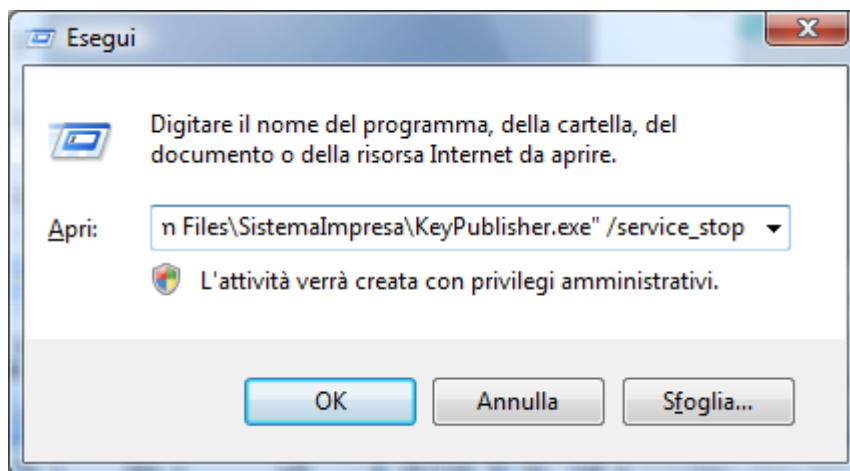 Esegui
Digitare il nome del programma, della cartella, del
documento o della risorsa Internet da aprire.
Apri:
n Files\SistemaImpresa\KeyPublisher.exe" /service_stop
L'attività verrà creata con privilegi amministrativi.
OK
Annulla
Sfoglia...